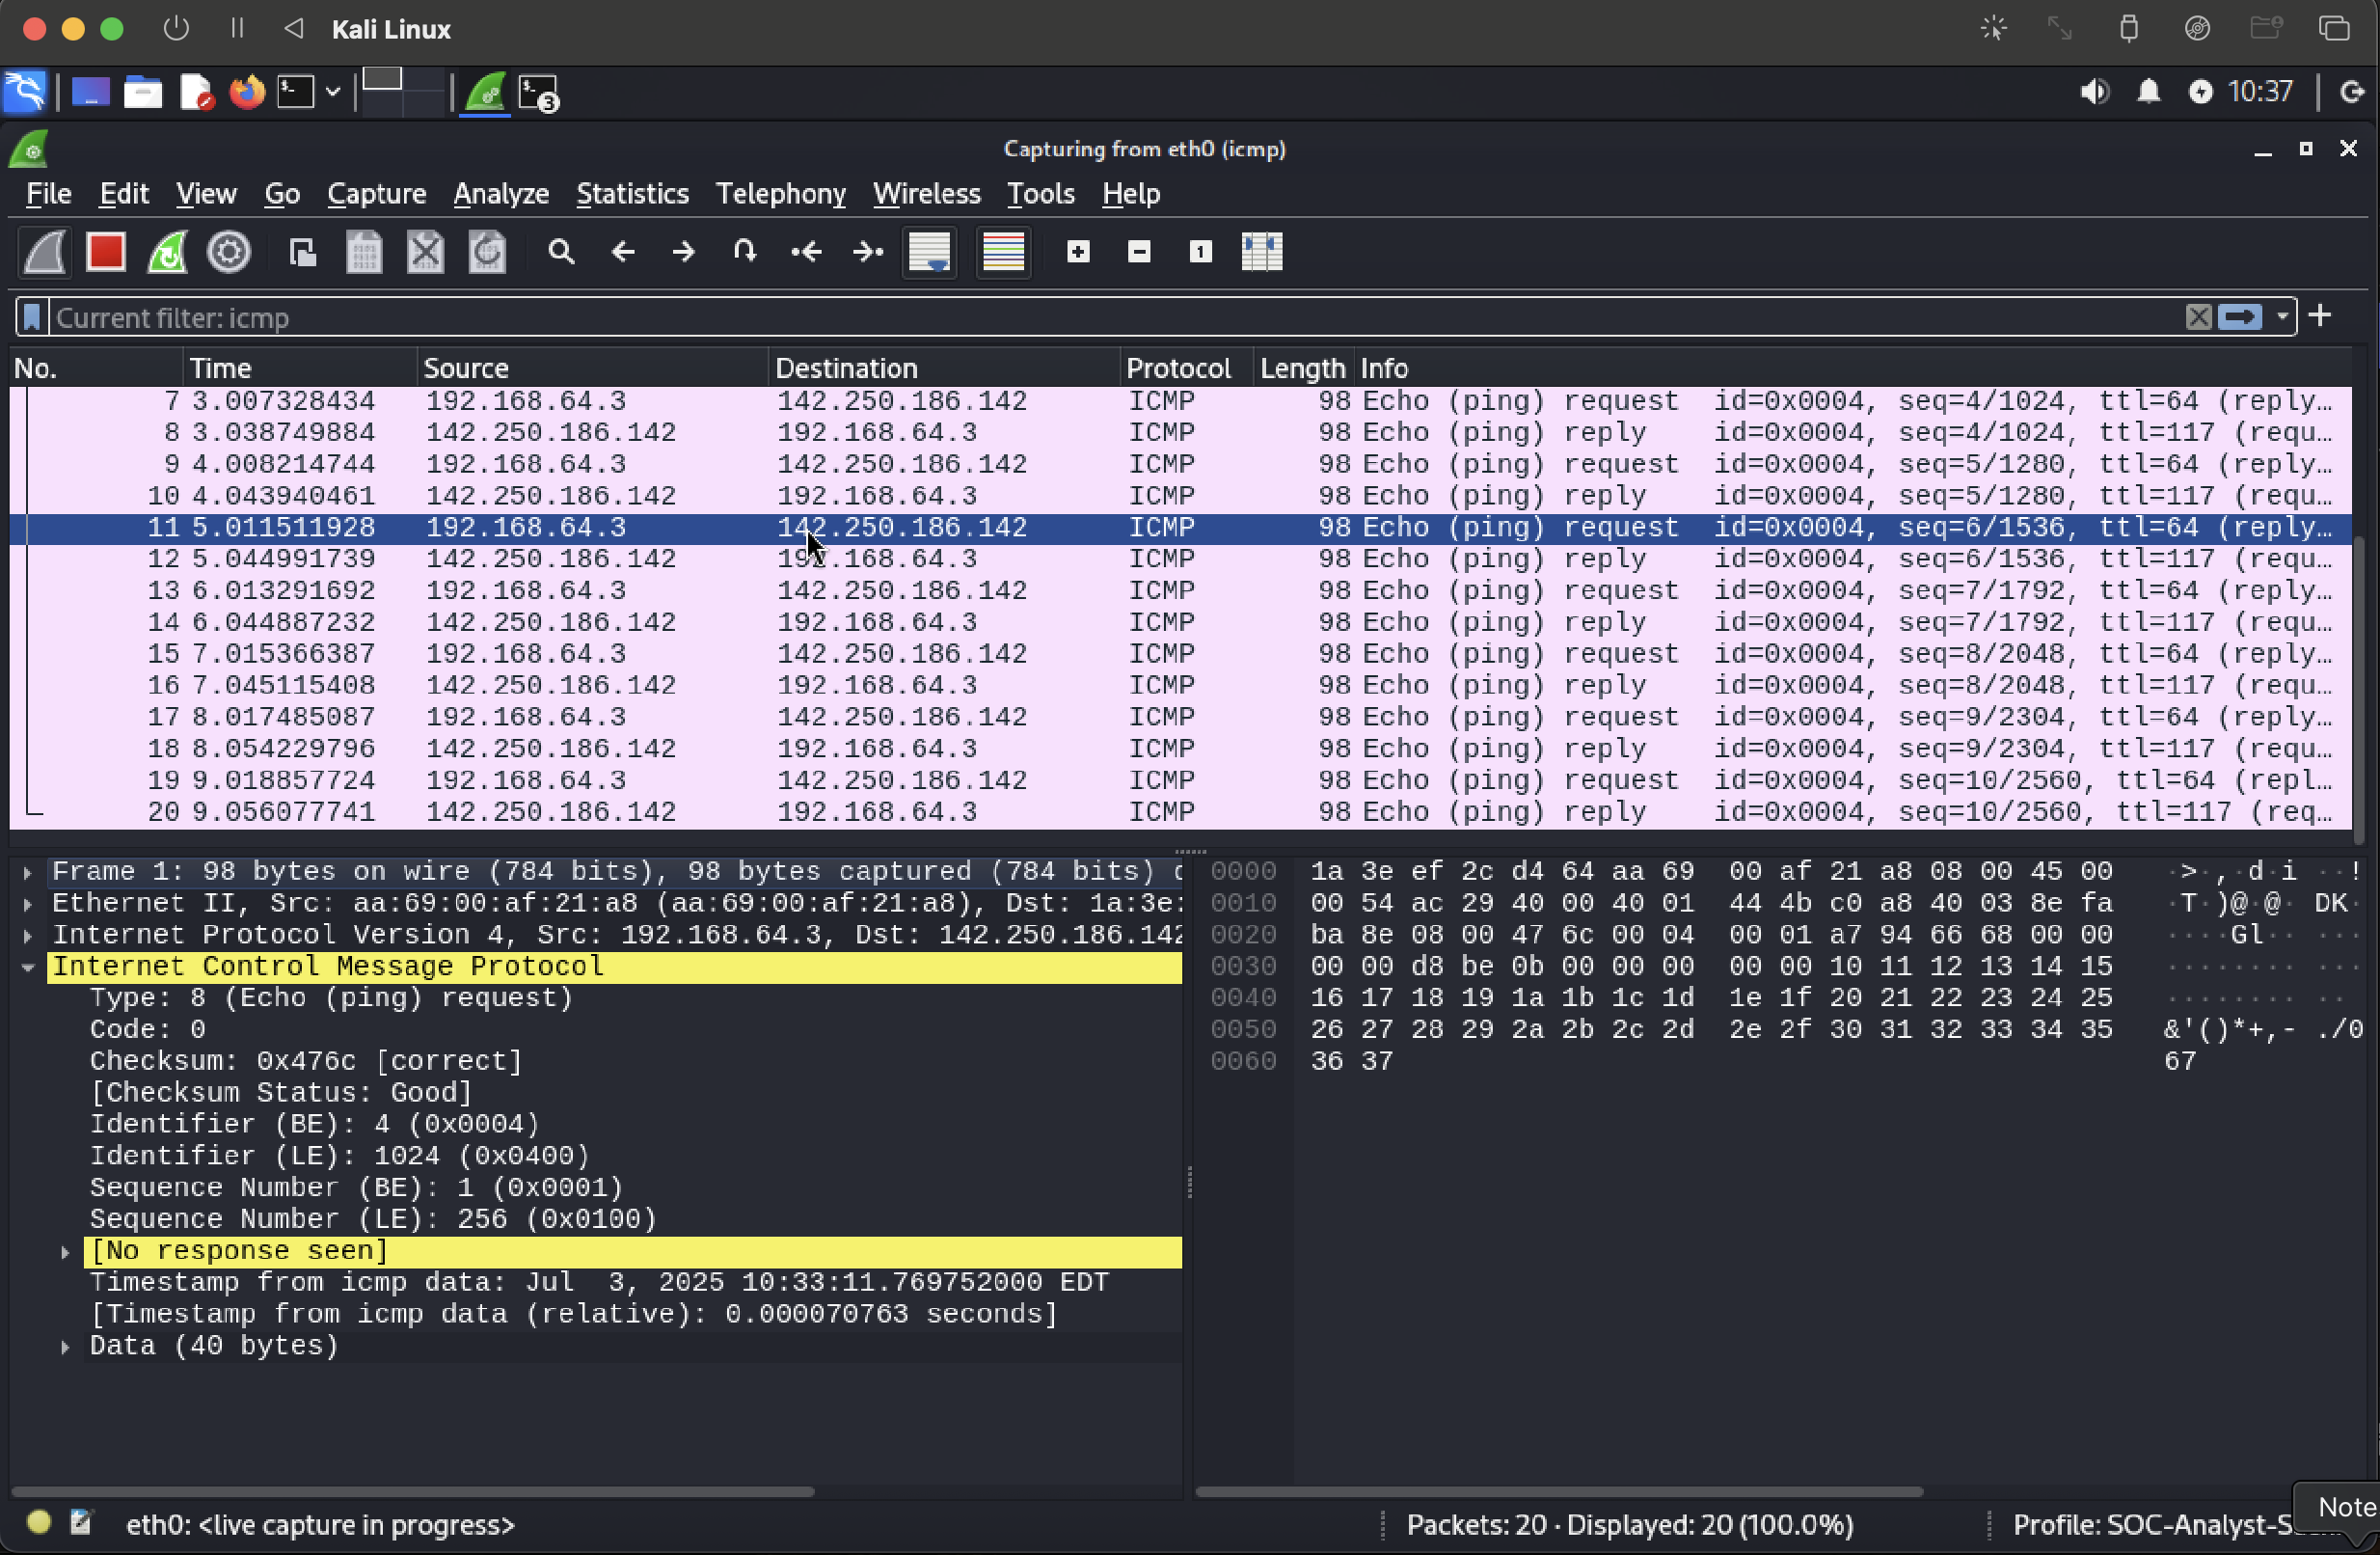 Kali Linux
3
10:37
Capturing from eth0 (icmp)
File Edit View Go Capture Analyze Statistics Telephony Wireless Tools Help
Current filter: icmp
No. Time Source Destination Protocol Length Info
7 3.007328434 192.168.64.3 142.250.186.142 ICMP 98 Echo (ping) request id=0x0004, seq=4/1024, ttl=64 (reply…
8 3.038749884 142.250.186.142 192.168.64.3 ICMP 98 Echo (ping) reply id=0x0004, seq=4/1024, ttl=117 (requ…
9 4.008214744 192.168.64.3 142.250.186.142 ICMP 98 Echo (ping) request id=0x0004, seq=5/1280, ttl=64 (reply…
10 4.043940461 142.250.186.142 192.168.64.3 ICMP 98 Echo (ping) reply id=0x0004, seq=5/1280, ttl=117 (requ…
11 5.011511928 192.168.64.3 142.250.186.142 ICMP 98 Echo (ping) request id=0x0004, seq=6/1536, ttl=64 (reply…
12 5.044991739 142.250.186.142 192.168.64.3 ICMP 98 Echo (ping) reply id=0x0004, seq=6/1536, ttl=117 (requ…
13 6.013291692 192.168.64.3 142.250.186.142 ICMP 98 Echo (ping) request id=0x0004, seq=7/1792, ttl=64 (reply…
14 6.044887232 142.250.186.142 192.168.64.3 ICMP 98 Echo (ping) reply id=0x0004, seq=7/1792, ttl=117 (requ…
15 7.015366387 192.168.64.3 142.250.186.142 ICMP 98 Echo (ping) request id=0x0004, seq=8/2048, ttl=64 (reply…
16 7.045115408 142.250.186.142 192.168.64.3 ICMP 98 Echo (ping) reply id=0x0004, seq=8/2048, ttl=117 (requ…
17 8.017485087 192.168.64.3 142.250.186.142 ICMP 98 Echo (ping) request id=0x0004, seq=9/2304, ttl=64 (reply…
18 8.054229796 142.250.186.142 192.168.64.3 ICMP 98 Echo (ping) reply id=0x0004, seq=9/2304, ttl=117 (requ…
19 9.018857724 192.168.64.3 142.250.186.142 ICMP 98 Echo (ping) request id=0x0004, seq=10/2560, ttl=64 (repl…
20 9.056077741 142.250.186.142 192.168.64.3 ICMP 98 Echo (ping) reply id=0x0004, seq=10/2560, ttl=117 (req…
Frame 1: 98 bytes on wire (784 bits), 98 bytes captured (784 bits)
Ethernet II, Src: aa:69:00:af:21:a8 (aa:69:00:af:21:a8), Dst: 1a:3e:
Internet Protocol Version 4, Src: 192.168.64.3, Dst: 142.250.186.142
Internet Control Message Protocol
Type: 8 (Echo (ping) request)
Code: 0
Checksum: 0x476c [correct]
[Checksum Status: Good]
Identifier (BE): 4 (0x0004)
Identifier (LE): 1024 (0x0400)
Sequence Number (BE): 1 (0x0001)
Sequence Number (LE): 256 (0x0100)
[No response seen]
Timestamp from icmp data: Jul  3, 2025 10:33:11.769752000 EDT
[Timestamp from icmp data (relative): 0.000070763 seconds]
Data (40 bytes)
0000 1a 3e ef 2c d4 64 aa 69 00 af 21 a8 08 00 45 00 ·>·,·d·i ··!
0010 00 54 ac 29 40 00 40 01 44 4b c0 a8 40 03 8e fa ·T·)@·@· DK·
0020 ba 8e 08 00 47 6c 00 04 00 01 a7 94 66 68 00 00 ····Gl·· ···
0030 00 00 d8 be 0b 00 00 00 00 00 10 11 12 13 14 15 ········ ···
0040 16 17 18 19 1a 1b 1c 1d 1e 1f 20 21 22 23 24 25 ········ ··
0050 26 27 28 29 2a 2b 2c 2d 2e 2f 30 31 32 33 34 35 &'()*+,- ./0
0060 36 37 67
eth0: <live capture in progress>
Packets: 20 · Displayed: 20 (100.0%)
Profile: SOC-Analyst-S
Note